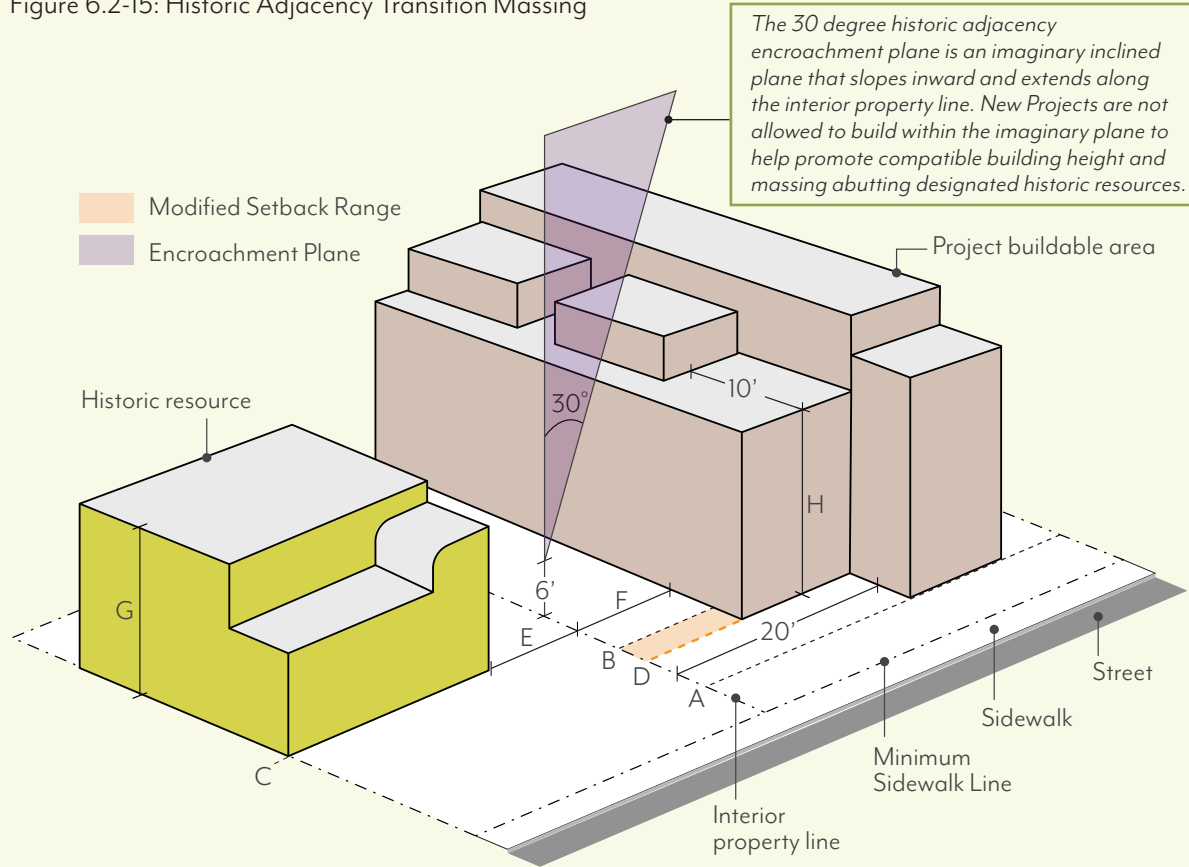 Figure 6.2-15: Historic Adjacency Transition Massing
The 30 degree historic adjacency
encroachment plane is an imaginary inclined
plane that slopes inward and extends along
the interior property line. New Projects are not
allowed to build within the imaginary plane to
help promote compatible building height and
massing abutting designated historic resources.
Modified Setback Range
Encroachment Plane
Project buildable area
Historic resource
30°
10'
H
G
6'
F
E
20'
B
D
A
C
Street
Sidewalk
Minimum
Sidewalk Line
Interior
property line